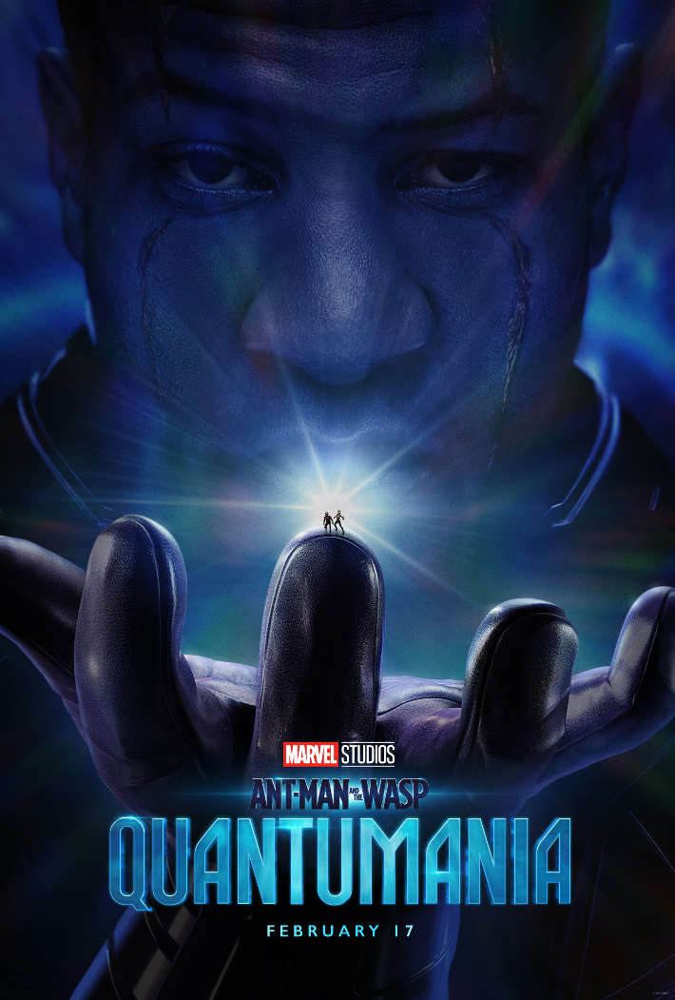 MARVEL STUDIOS
ANT-MAN AND THE WASP
QUANTUMANIA
FEBRUARY 17